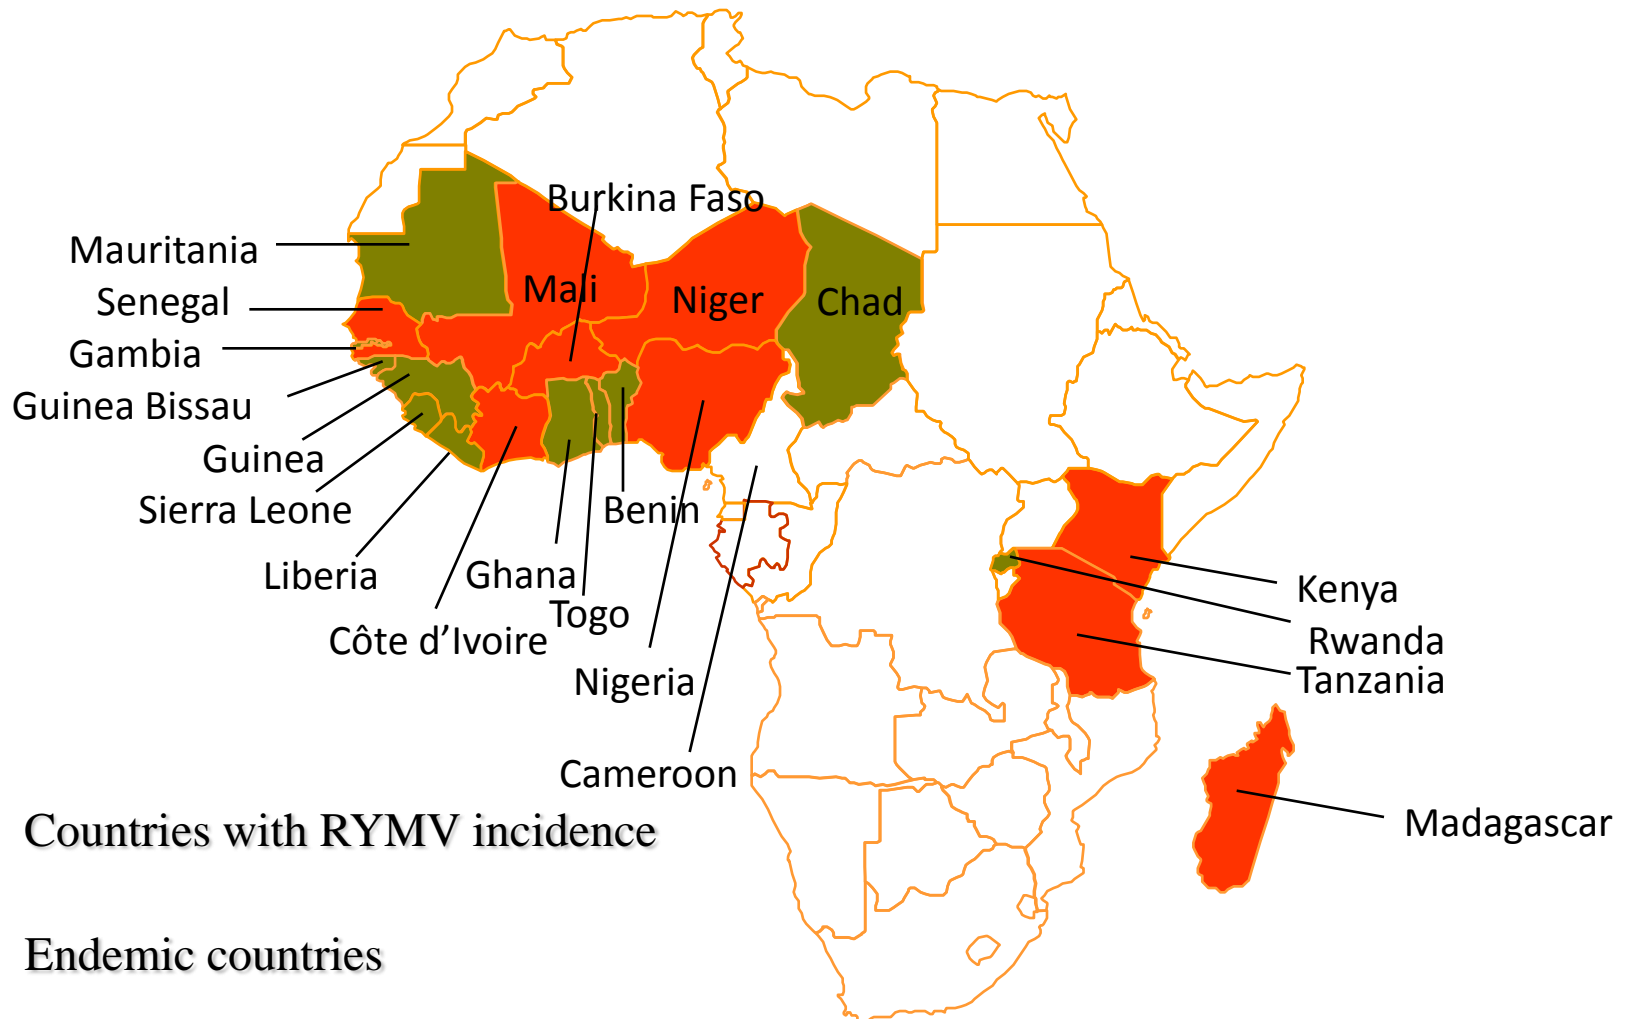 Burkina Faso
Mauritania
Mali
Niger
Chad
Senegal
Gambia
Guinea Bissau
Guinea
Sierra Leone
Benin
Liberia
Ghana
Togo
Côte d’Ivoire
Nigeria
Cameroon
Kenya
Rwanda
Tanzania
Madagascar
Countries with RYMV incidence
Endemic countries